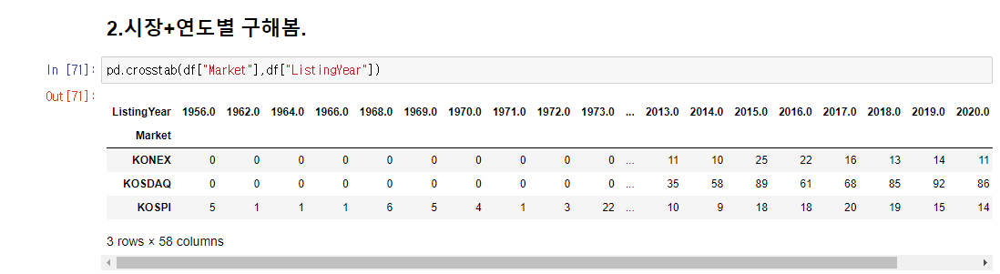 2.시장+연도별 구해봄.
In [71]: pd.crosstab(df["Market"],df["ListingYear"])
Out[71]:
ListingYear 1956.0 1962.0 1964.0 1966.0 1968.0 1969.0 1970.0 1971.0 1972.0 1973.0 ... 2013.0 2014.0 2015.0 2016.0 2017.0 2018.0 2019.0 2020.0
Market
KONEX 0 0 0 0 0 0 0 0 0 0 ... 11 10 25 22 16 13 14 11
KOSDAQ 0 0 0 0 0 0 0 0 0 0 ... 35 58 89 61 68 85 92 86
KOSPI 5 1 1 1 6 5 4 1 3 22 ... 10 9 18 18 20 19 15 14
3 rows × 58 columns